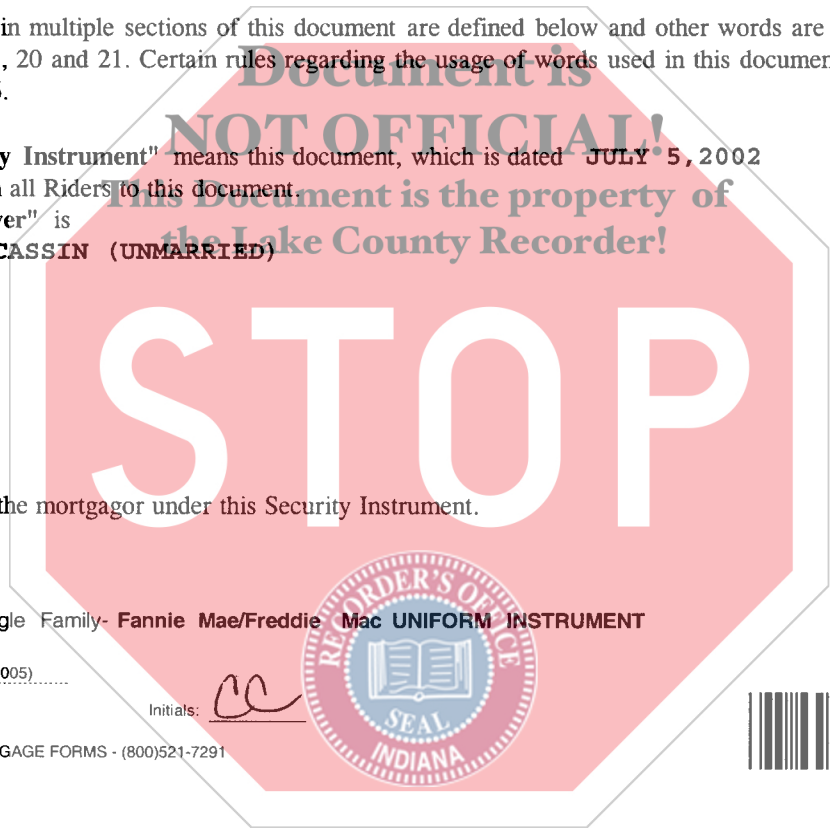 in multiple sections of this document are defined below and other words are
, 20 and 21. Certain rules regarding the usage of words used in this documen
Document is
NOT OFFICIAL!
y Instrument" means this document, which is dated JULY 5, 2002
all Riders to this document.
This Document is the property of
er" is
the Lake County Recorder!
CASSIN (UNMARRIED)
STOP
the mortgagor under this Security Instrument.
RECORDER'S OFFICE
SEAL
INDIANA
gle Family- Fannie Mae/Freddie Mac UNIFORM INSTRUMENT
005)
Initials: CC
GAGE FORMS - (800)521-7291